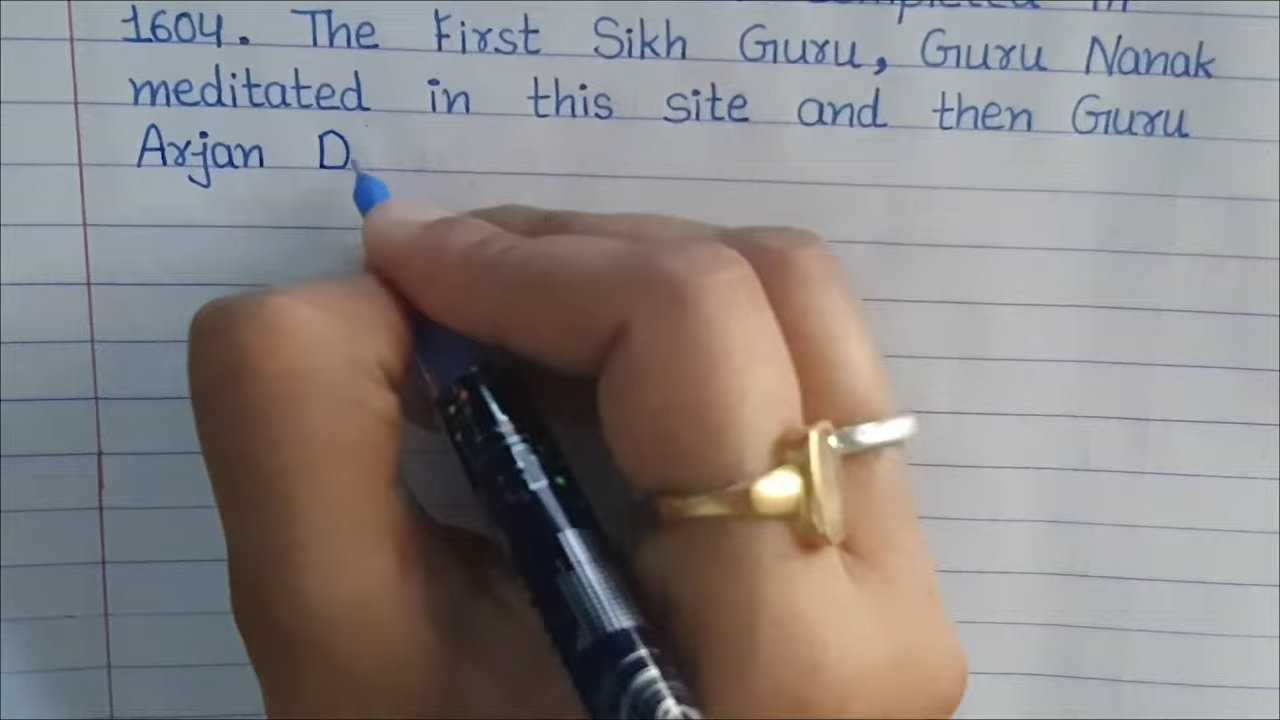 1604. The First Sikh Guru, Guru Nanak
meditated in this site and then Guru
Arjan D